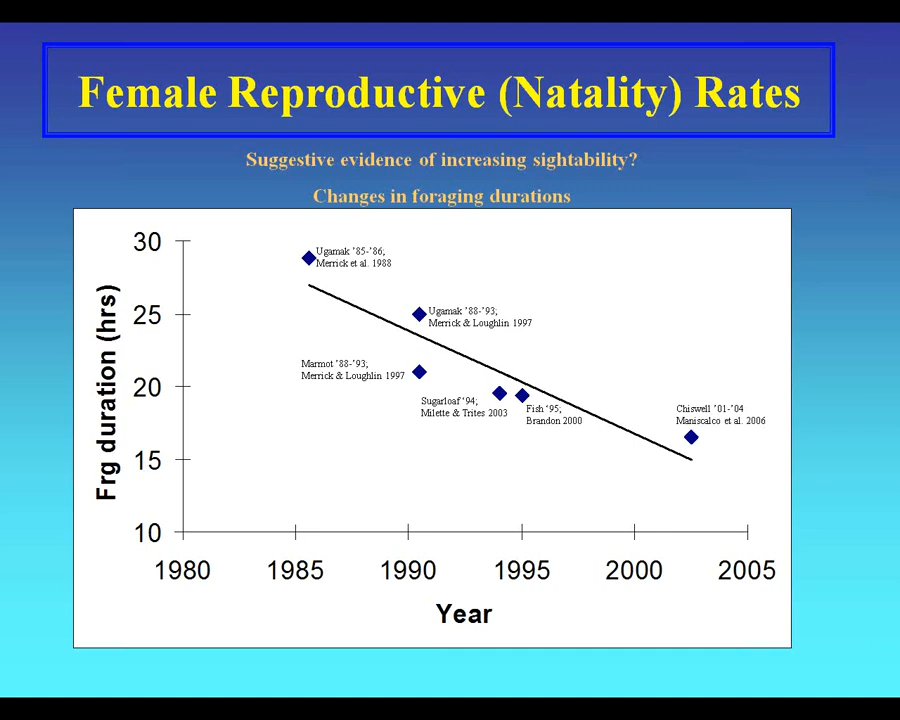 Female Reproductive (Natality) Rates
Suggestive evidence of increasing sightability?
Changes in foraging durations
30
25
20
15
10
Frg duration (hrs)
Ugamak '85-'86;
Merrick et al. 1988
Ugamak '88-'93;
Merrick & Loughlin 1997
Marmot '88-'93;
Merrick & Loughlin 1997
Sugarloaf '94;
Milette & Trites 2003
Fish '95;
Brandon 2000
Chiswell '01-'04
Maniscalco et al. 2006
1980 1985 1990 1995 2000 2005
Year